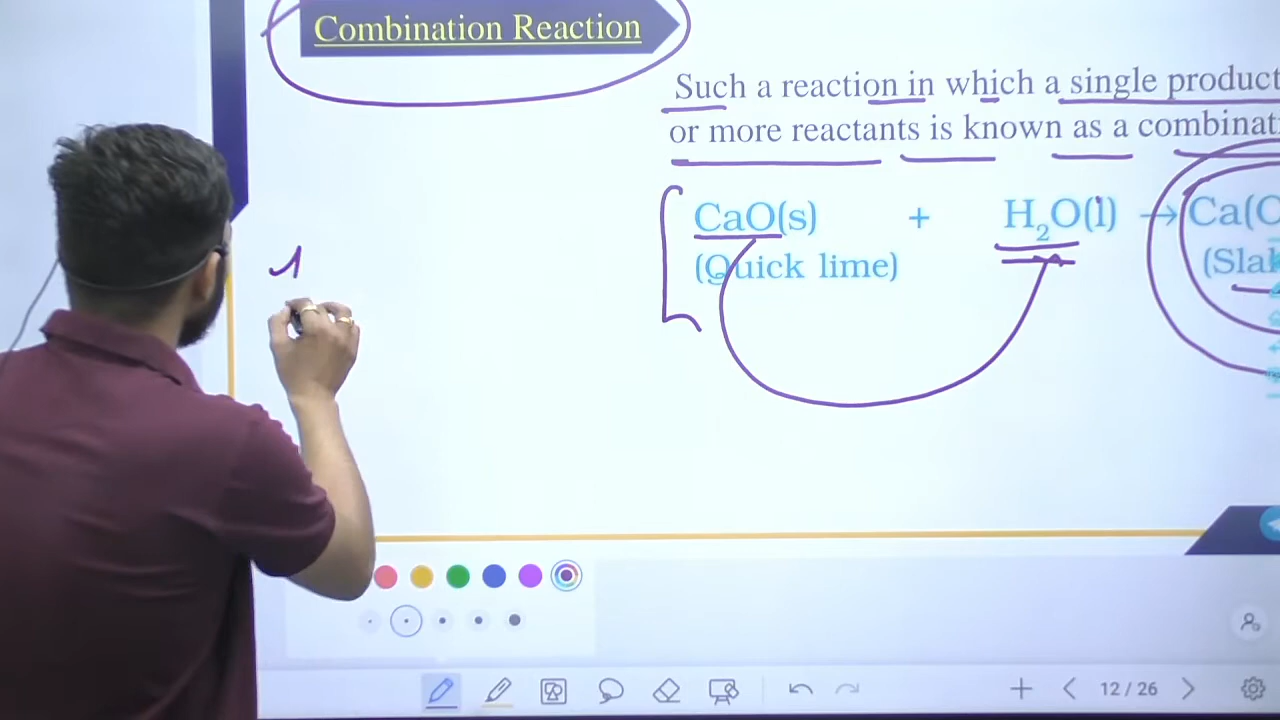 Combination Reaction
Such a reaction in which a single product
or more reactants is known as a combinati
CaO(s) + H₂O(l) → Ca(O
(Quick lime) (Slak
1
12 / 26